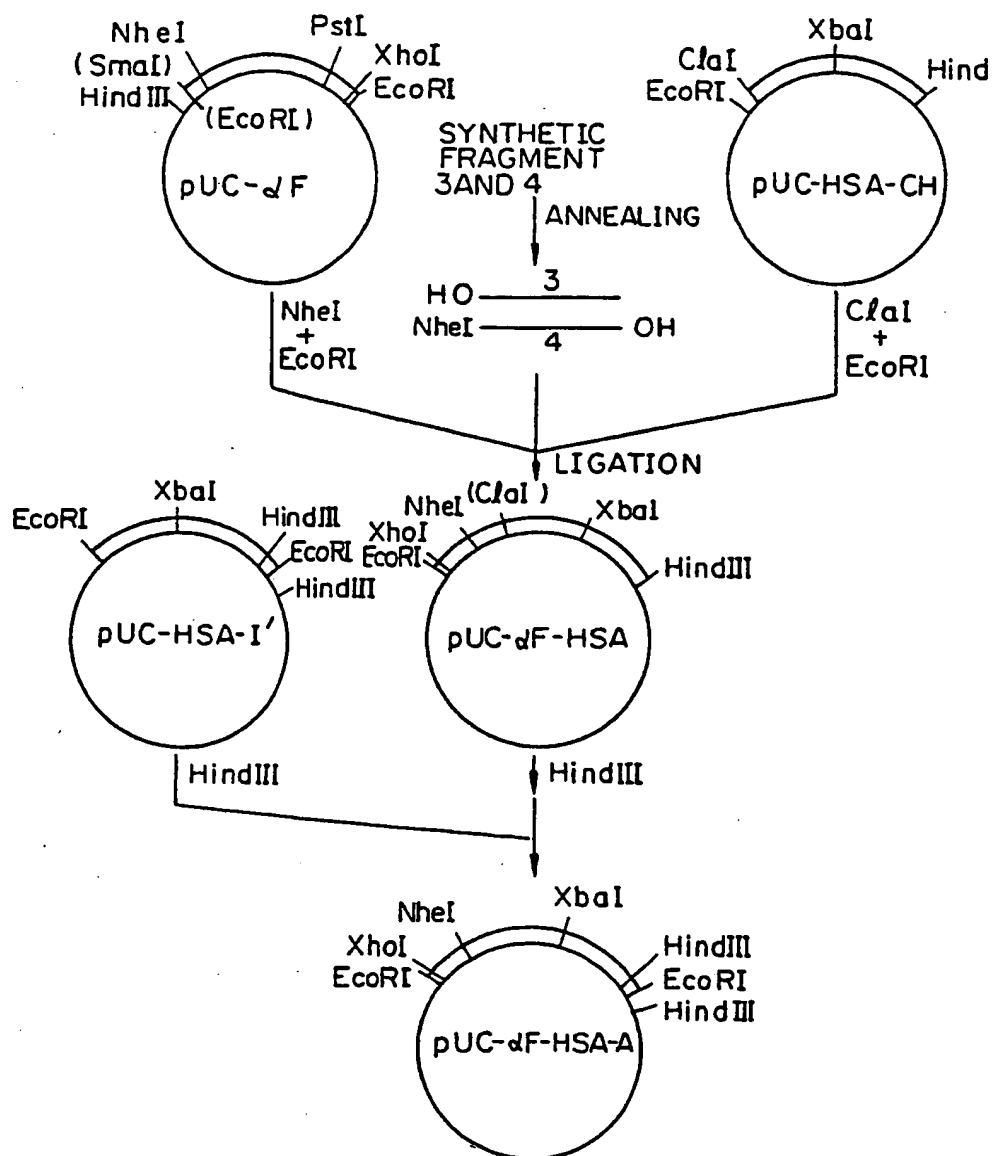 NheI
(SmaI)
HindIII
(EcoRI)
PstI
XhoI
EcoRI
pUC-αF
SYNTHETIC
FRAGMENT
3 AND 4
ANNEALING
HO 3
NheI 4 OH
ClaI
EcoRI
XbaI
Hind
pUC-HSA-CH
NheI
+
EcoRI
ClaI
+
EcoRI
LIGATION
EcoRI
XbaI
HindIII
EcoRI
HindIII
pUC-HSA-I'
XhoI
EcoRI
NheI
(ClaI)
XbaI
HindIII
pUC-αF-HSA
HindIII
HindIII
NheI
XhoI
EcoRI
XbaI
HindIII
EcoRI
HindIII
pUC-αF-HSA-A